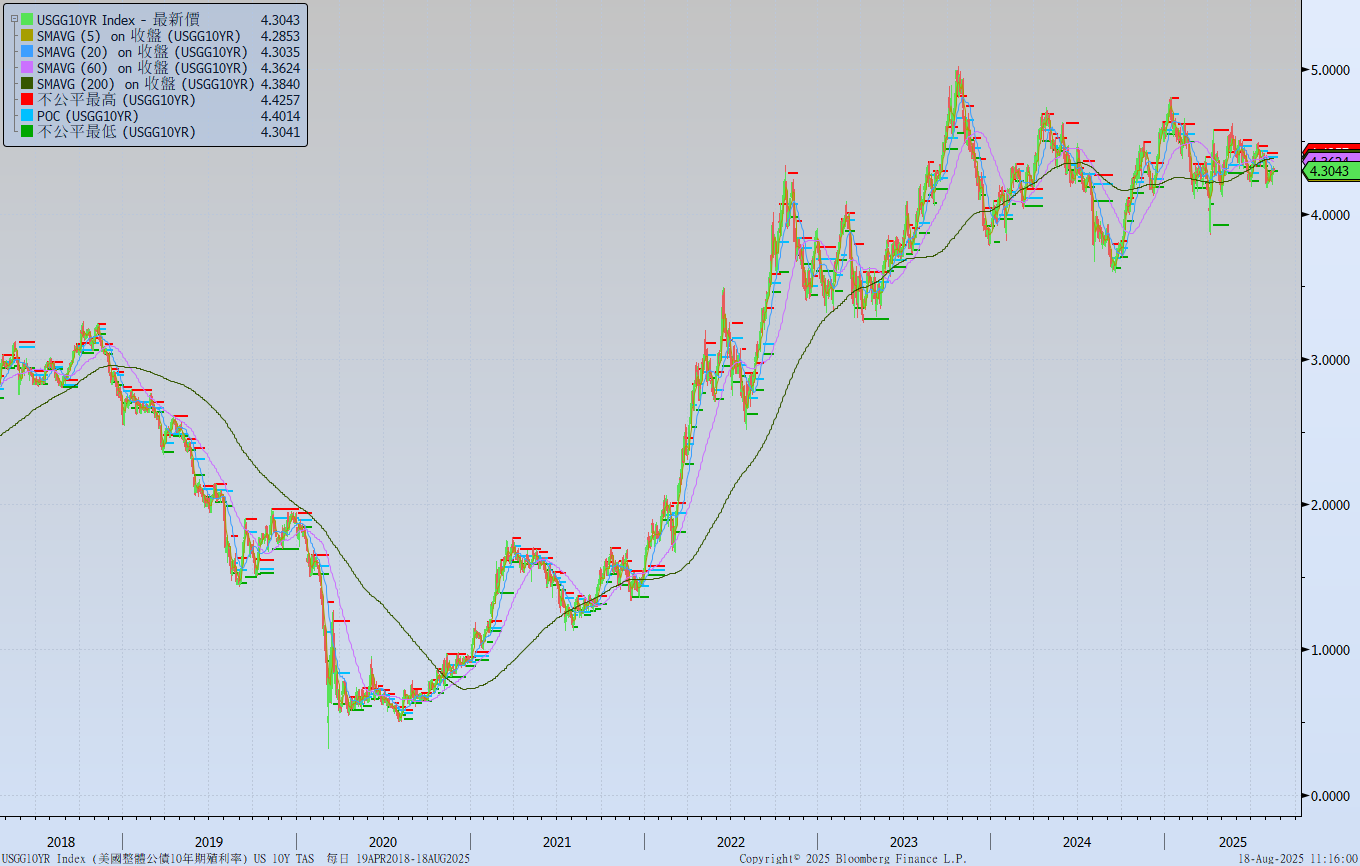 USGG10YR Index - 最新價 4.3043
SMAVG (5) on 收盤 (USGG10YR) 4.2853
SMAVG (20) on 收盤 (USGG10YR) 4.3035
SMAVG (60) on 收盤 (USGG10YR) 4.3624
SMAVG (200) on 收盤 (USGG10YR) 4.3840
不公平最高 (USGG10YR) 4.4257
POC (USGG10YR) 4.4014
不公平最低 (USGG10YR) 4.3041
5.0000
4.3624
4.3043
4.0000
3.0000
2.0000
1.0000
0.0000
2018 2019 2020 2021 2022 2023 2024 2025
USGG10YR Index (美國整體公債10年期殖利率) US 10Y TAS 每日 19APR2018-18AUG2025 Copyright© 2025 Bloomberg Finance L.P. 18-Aug-2025 11:16:00